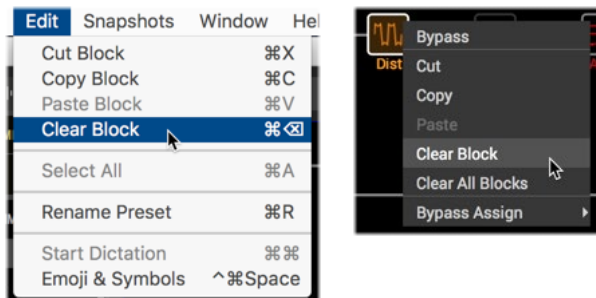 Edit Snapshots Window Hel
Cut Block ⌘X
Copy Block ⌘C
Paste Block ⌘V
Clear Block ⌘⌫
Select All ⌘A
Rename Preset ⌘R
Start Dictation ⌘⌘
Emoji & Symbols ^⌘Space
Dist
Bypass
Cut
Copy
Paste
Clear Block
Clear All Blocks
Bypass Assign